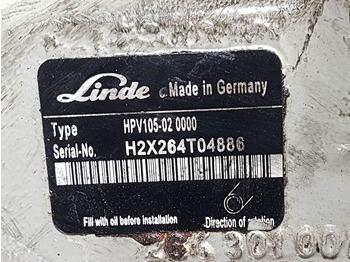 Linde Made in Germany
Type HPV105-02 0000
Serial-No. H2X264T04886
Fill with oil before installation Direction of rotation